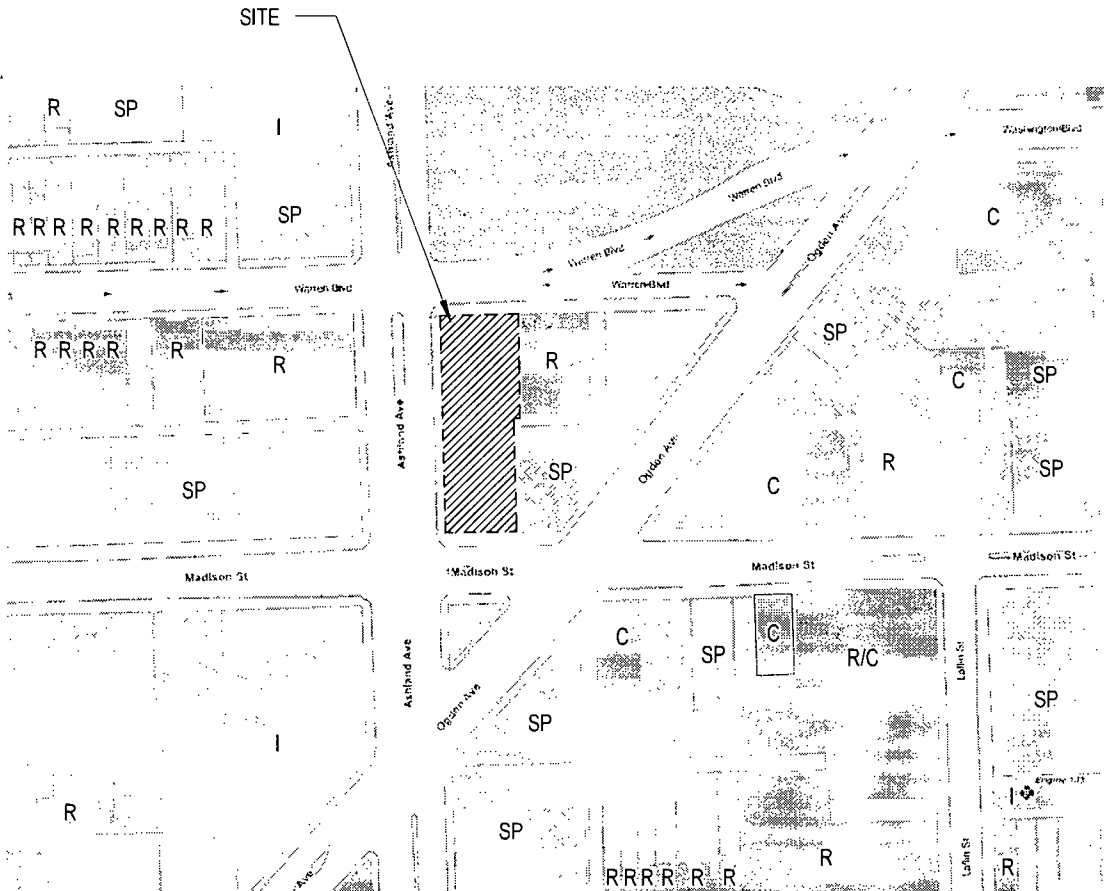 SITE
R
SP
I
Ashland Ave
Washington Blvd
R R R R R R R R R
SP
Warren Blvd
Warren Blvd
Ogden Ave
C
Warren Blvd
Warren Blvd
R R R R
R
R
Ashland Ave
R
SP
C
SP
SP
SP
Ogden Ave
C
R
SP
Madison St
Madison St
Madison St
Madison St
C
SP
C
R/C
Ashland Ave
Ogden Ave
SP
Laflin St
SP
I
R
SP
I
Engine 103
R
R R R R R R
Laflin St
R